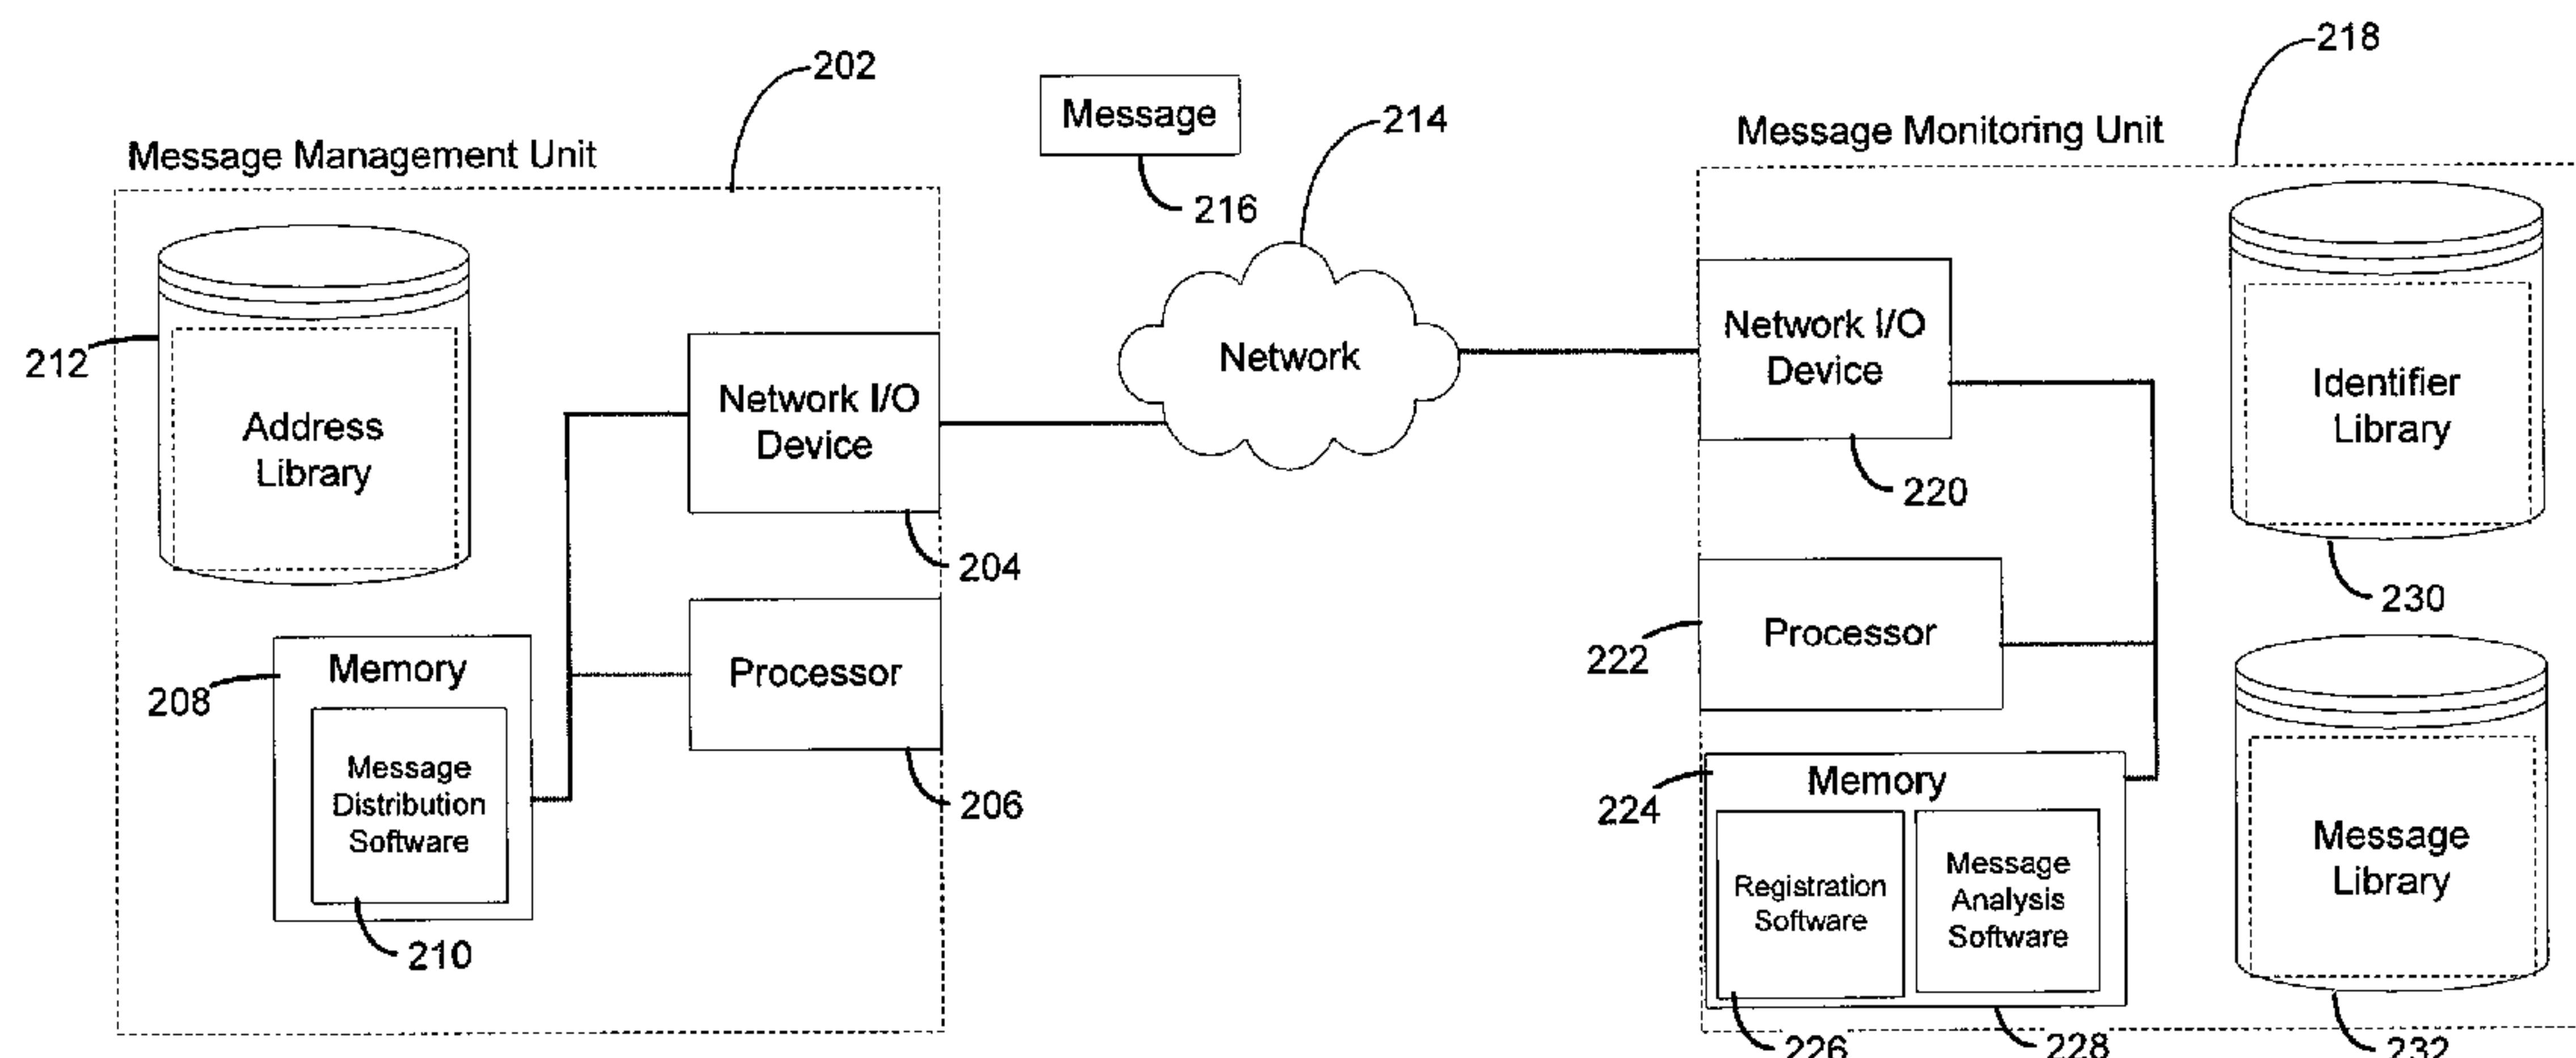 202
218
Message
214
Message Monitoring Unit
Message Management Unit
216
212
Address
Library
Network I/O
Device
204
Network
Network I/O
Device
220
Identifier
Library
230
208
Memory
Message
Distribution
Software
210
Processor
206
222
Processor
224
Memory
Registration
Software
226
Message
Analysis
Software
228
Message
Library
232